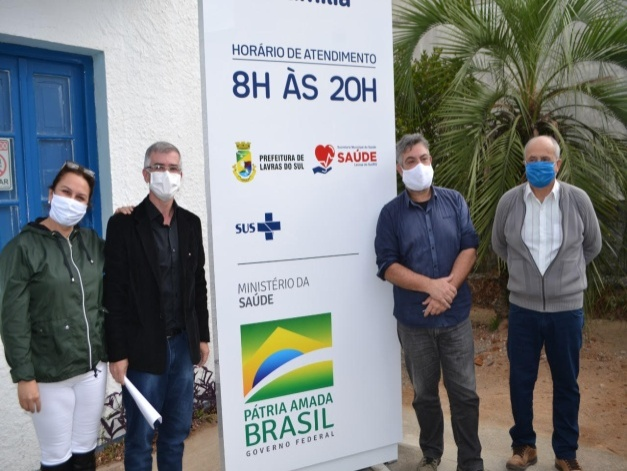 HORÁRIO DE ATENDIMENTO
8H ÀS 20H
PREFEITURA DE
LAVRAS DO SUL
SAÚDE
SUS
MINISTÉRIO DA
SAÚDE
PÁTRIA AMADA
BRASIL
GOVERNO FEDERAL